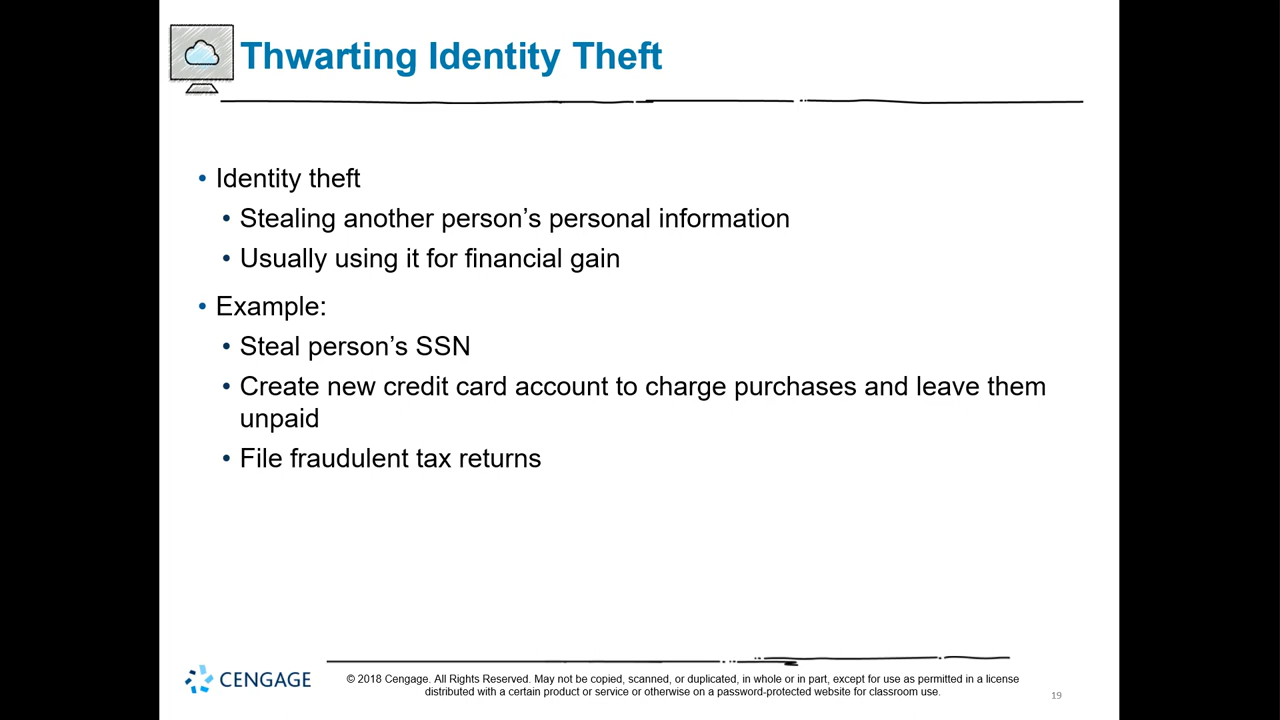 Thwarting Identity Theft
• Identity theft
• Stealing another person’s personal information
• Usually using it for financial gain
• Example:
• Steal person’s SSN
• Create new credit card account to charge purchases and leave them
unpaid
• File fraudulent tax returns
CENGAGE
© 2018 Cengage. All Rights Reserved. May not be copied, scanned, or duplicated, in whole or in part, except for use as permitted in a license
distributed with a certain product or service or otherwise on a password-protected website for classroom use.
19